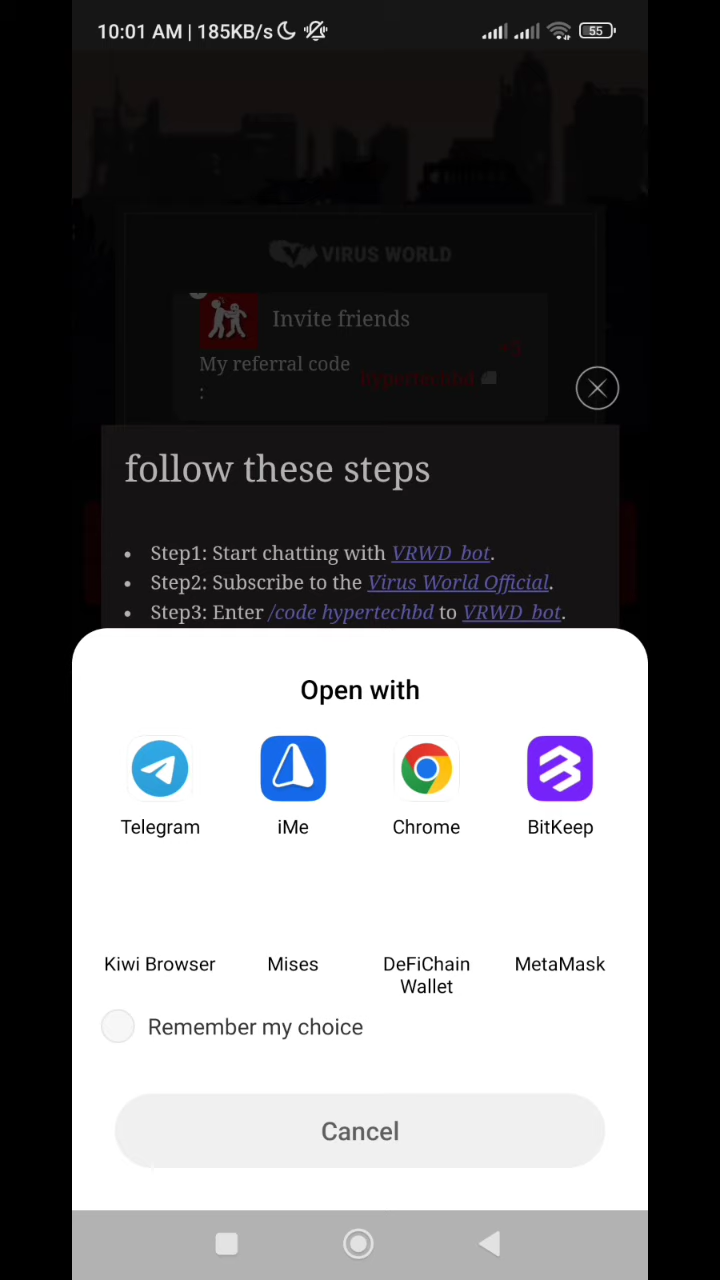 10:01 AM | 185KB/s
55
VIRUS WORLD
Invite friends
+3
My referral code
:
hypertechbd
follow these steps
• Step1: Start chatting with VRWD_bot.
• Step2: Subscribe to the Virus World Official.
• Step3: Enter /code hypertechbd to VRWD_bot.
Open with
Telegram iMe Chrome BitKeep
Kiwi Browser Mises DeFiChain Wallet MetaMask
Remember my choice
Cancel